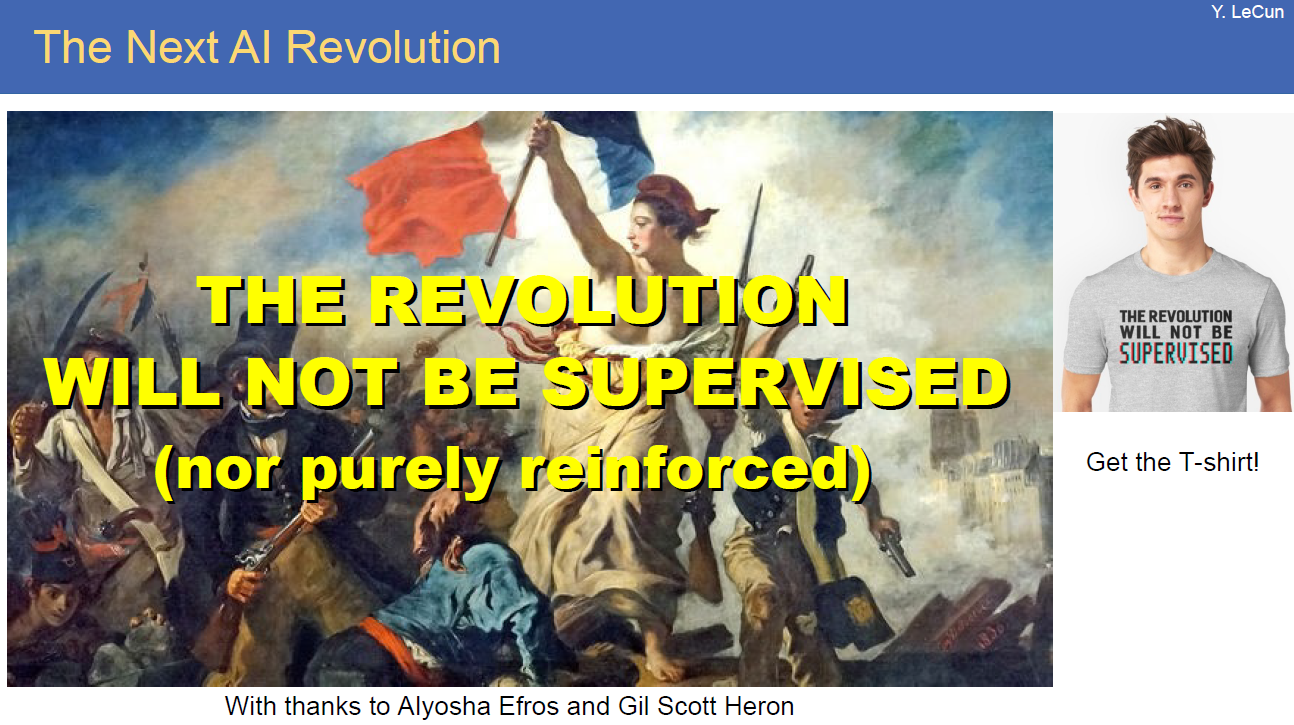 Y. LeCun
The Next AI Revolution
THE REVOLUTION
WILL NOT BE SUPERVISED
(nor purely reinforced)
THE REVOLUTION
WILL NOT BE
SUPERVISED
Get the T-shirt!
With thanks to Alyosha Efros and Gil Scott Heron